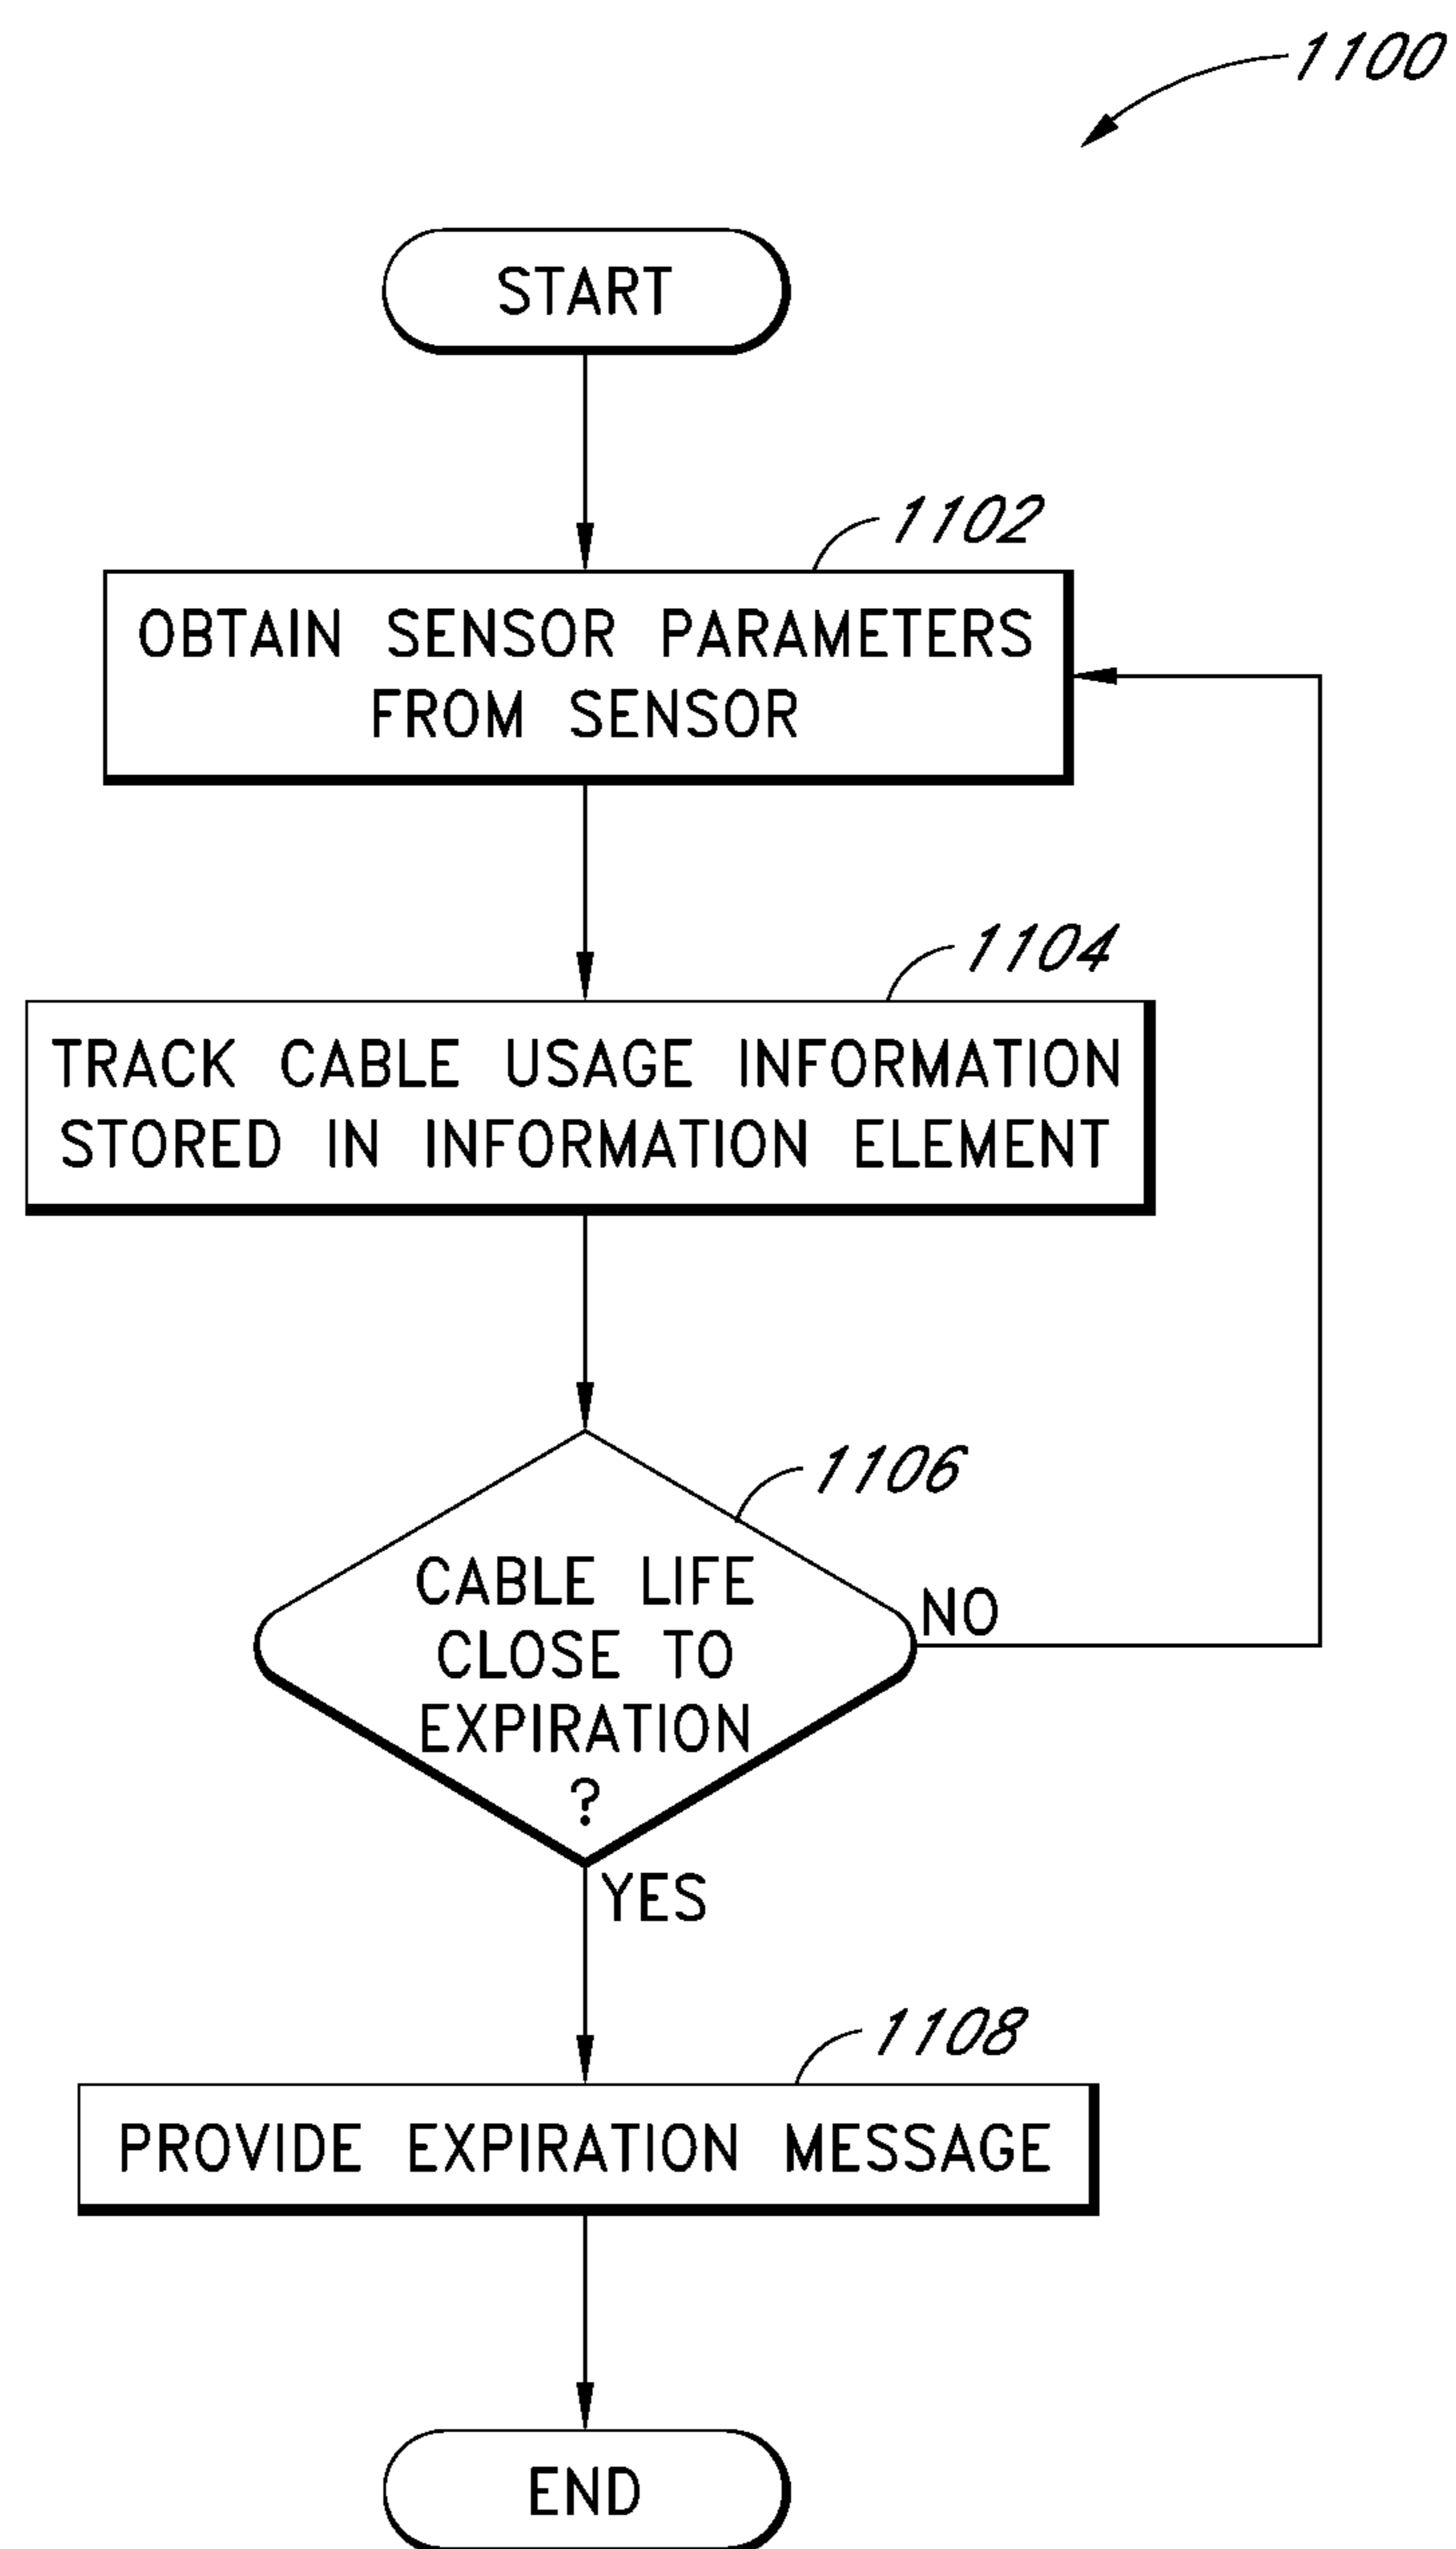 1100
START
1102
OBTAIN SENSOR PARAMETERS
FROM SENSOR
1104
TRACK CABLE USAGE INFORMATION
STORED IN INFORMATION ELEMENT
1106
CABLE LIFE
CLOSE TO
EXPIRATION
?
NO
YES
1108
PROVIDE EXPIRATION MESSAGE
END